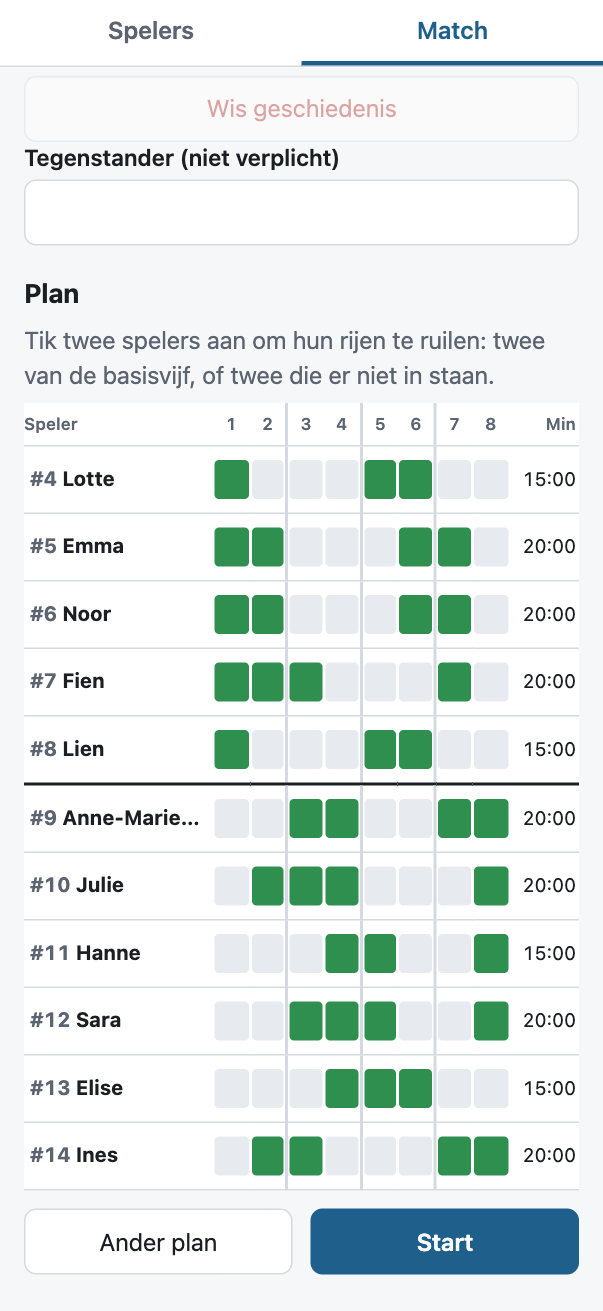 Spelers Match
Wis geschiedenis
Tegenstander (niet verplicht)
Plan
Tik twee spelers aan om hun rijen te ruilen: twee
van de basisvijf, of twee die er niet in staan.
Speler 1 2 3 4 5 6 7 8 Min
#4 Lotte 15:00
#5 Emma 20:00
#6 Noor 20:00
#7 Fien 20:00
#8 Lien 15:00
#9 Anne-Marie... 20:00
#10 Julie 20:00
#11 Hanne 15:00
#12 Sara 20:00
#13 Elise 15:00
#14 Ines 20:00
Ander plan Start